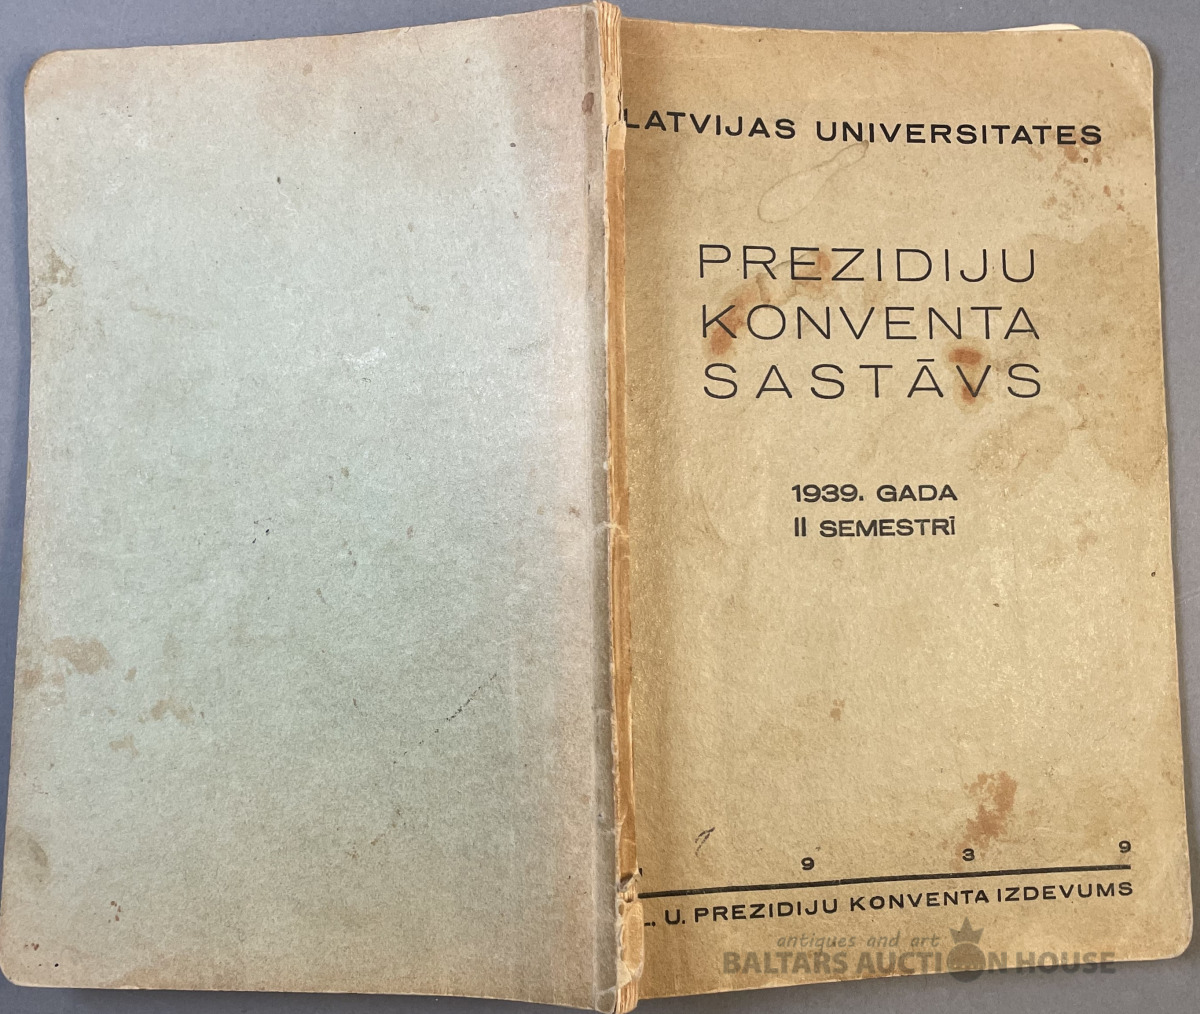 LATVIJAS UNIVERSITATES
PREZIDIJU
KONVENTA
SASTĀVS
1939. GADA
II SEMESTRĪ
9 3 9
L. U. PREZIDIJU KONVENTA IZDEVUMS
antiques and art
BALTARS AUCTION HOUSE